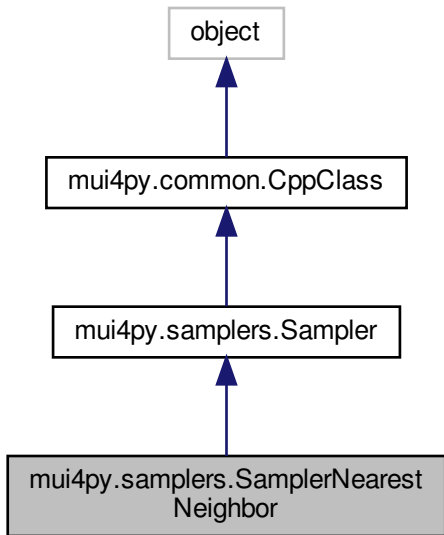 object
mui4py.common.CppClass
mui4py.samplers.Sampler
mui4py.samplers.SamplerNearest
Neighbor